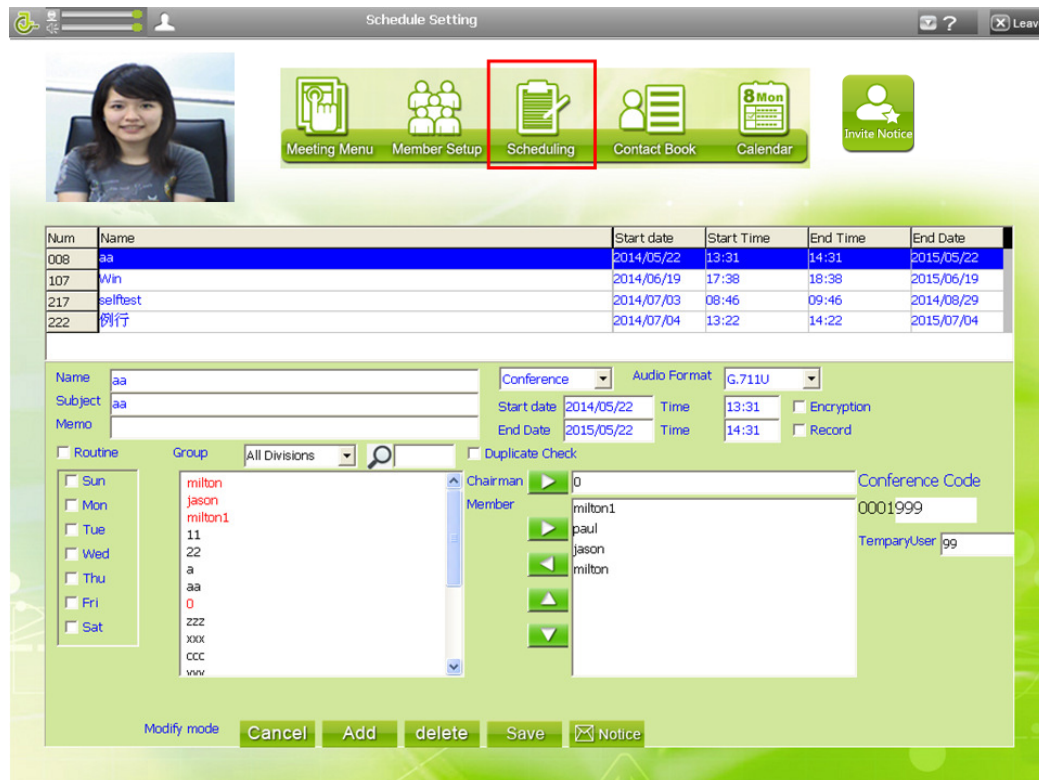 Schedule Setting
? Leave
Meeting Menu Member Setup Scheduling Contact Book 8 Mon Calendar
Invite Notice
Num Name Start date Start Time End Time End Date
008 aa 2014/05/22 13:31 14:31 2015/05/22
107 Win 2014/06/19 17:38 18:38 2015/06/19
217 selftest 2014/07/03 08:46 09:46 2014/08/29
222 例行 2014/07/04 13:22 14:22 2015/07/04
Name aa Conference Audio Format G.711U
Subject aa Start date 2014/05/22 Time 13:31 Encryption
Memo End Date 2015/05/22 Time 14:31 Record
Routine Group All Divisions Duplicate Check
Sun milton Chairman 0 Conference Code
Mon jason Member milton1 0001999
milton1 paul
Tue 11 jason TemparyUser 99
Wed 22 milton
Thu a
aa
Fri 0
Sat zzz
xxx
ccc
Modify mode Cancel Add delete Save Notice